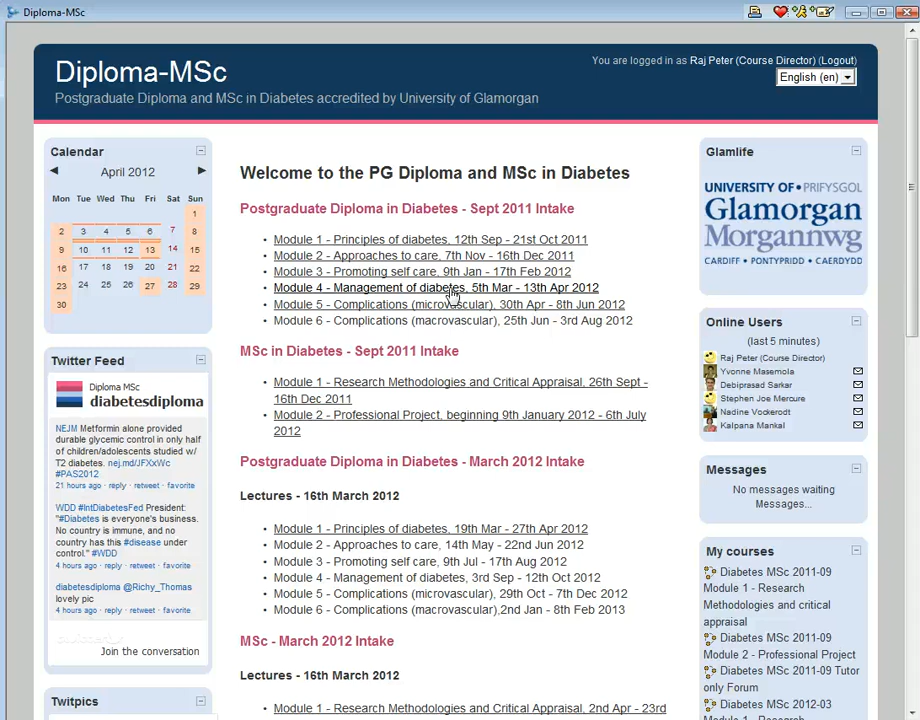 Diploma-MSc
Diploma-MSc
Postgraduate Diploma and MSc in Diabetes accredited by University of Glamorgan
You are logged in as Raj Peter (Course Director) (Logout)
English (en)
Calendar
April 2012
Mon Tue Wed Thu Fri Sat Sun
1
2 3 4 5 6 7 8
9 10 11 12 13 14 15
16 17 18 19 20 21 22
23 24 25 26 27 28 29
30
Twitter Feed
Diploma MSc
diabetesdiploma
NEJM Metformin alone provided
durable glycemic control in only half
of children/adolescents studied w/
T2 diabetes. nej.md/JFXxWc
#PAS2012
21 hours ago · reply · retweet · favorite
WDD #IntDiabetesFed President:
"#Diabetes is everyone's business.
No country is immune, and no
country has this #disease under
control." #WDD
4 hours ago · reply · retweet · favorite
diabetesdiploma @Richy_Thomas
lovely pic
4 hours ago · reply · retweet · favorite
Join the conversation
Twitpics
Welcome to the PG Diploma and MSc in Diabetes
Postgraduate Diploma in Diabetes - Sept 2011 Intake
• Module 1 - Principles of diabetes, 12th Sep - 21st Oct 2011
• Module 2 - Approaches to care, 7th Nov - 16th Dec 2011
• Module 3 - Promoting self care, 9th Jan - 17th Feb 2012
• Module 4 - Management of diabetes, 5th Mar - 13th Apr 2012
• Module 5 - Complications (microvascular), 30th Apr - 8th Jun 2012
• Module 6 - Complications (macrovascular), 25th Jun - 3rd Aug 2012
MSc in Diabetes - Sept 2011 Intake
• Module 1 - Research Methodologies and Critical Appraisal, 26th Sept -
16th Dec 2011
• Module 2 - Professional Project, beginning 9th January 2012 - 6th July
2012
Postgraduate Diploma in Diabetes - March 2012 Intake
Lectures - 16th March 2012
• Module 1 - Principles of diabetes, 19th Mar - 27th Apr 2012
• Module 2 - Approaches to care, 14th May - 22nd Jun 2012
• Module 3 - Promoting self care, 9th Jul - 17th Aug 2012
• Module 4 - Management of diabetes, 3rd Sep - 12th Oct 2012
• Module 5 - Complications (microvascular), 29th Oct - 7th Dec 2012
• Module 6 - Complications (macrovascular),2nd Jan - 8th Feb 2013
MSc - March 2012 Intake
Lectures - 16th March 2012
• Module 1 - Research Methodologies and Critical Appraisal, 2nd Apr - 23rd
Glamlife
UNIVERSITY OF • PRIFYSGOL
Glamorgan
Morgannwg
CARDIFF • PONTYPRIDD • CAERDYDD
Online Users
(last 5 minutes)
Raj Peter (Course Director)
Yvonne Masemola
Debiprasad Sarkar
Stephen Joe Mercure
Nadine Vockerodt
Kalpana Mankal
Messages
No messages waiting
Messages...
My courses
Diabetes MSc 2011-09
Module 1 - Research
Methodologies and critical
appraisal
Diabetes MSc 2011-09
Module 2 - Professional Project
Diabetes MSc 2011-09 Tutor
only Forum
Diabetes MSc 2012-03
Module 1 - Research